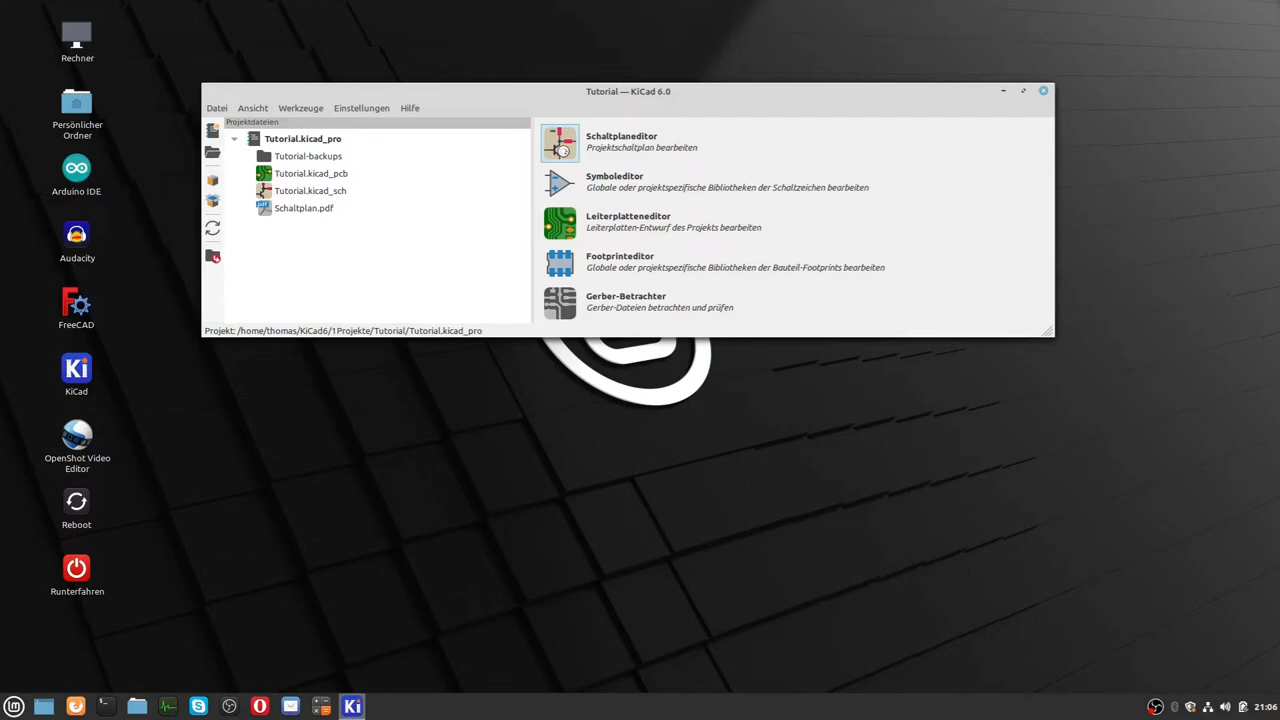 Rechner
Persönlicher
Ordner
Arduino IDE
Audacity
FreeCAD
Ki
KiCad
OpenShot Video
Editor
Reboot
Runterfahren
Tutorial — KiCad 6.0
Datei Ansicht Werkzeuge Einstellungen Hilfe
Projektdateien
Tutorial.kicad_pro
Tutorial-backups
Tutorial.kicad_pcb
Tutorial.kicad_sch
pdf Schaltplan.pdf
Schaltplaneditor
Projektschaltplan bearbeiten
Symboleditor
Globale oder projektspezifische Bibliotheken der Schaltzeichen bearbeiten
Leiterplatteneditor
Leiterplatten-Entwurf des Projekts bearbeiten
Footprinteditor
Globale oder projektspezifische Bibliotheken der Bauteil-Footprints bearbeiten
Gerber-Betrachter
Gerber-Dateien betrachten und prüfen
Projekt: /home/thomas/KiCad6/1Projekte/Tutorial/Tutorial.kicad_pro
Ki
21:06